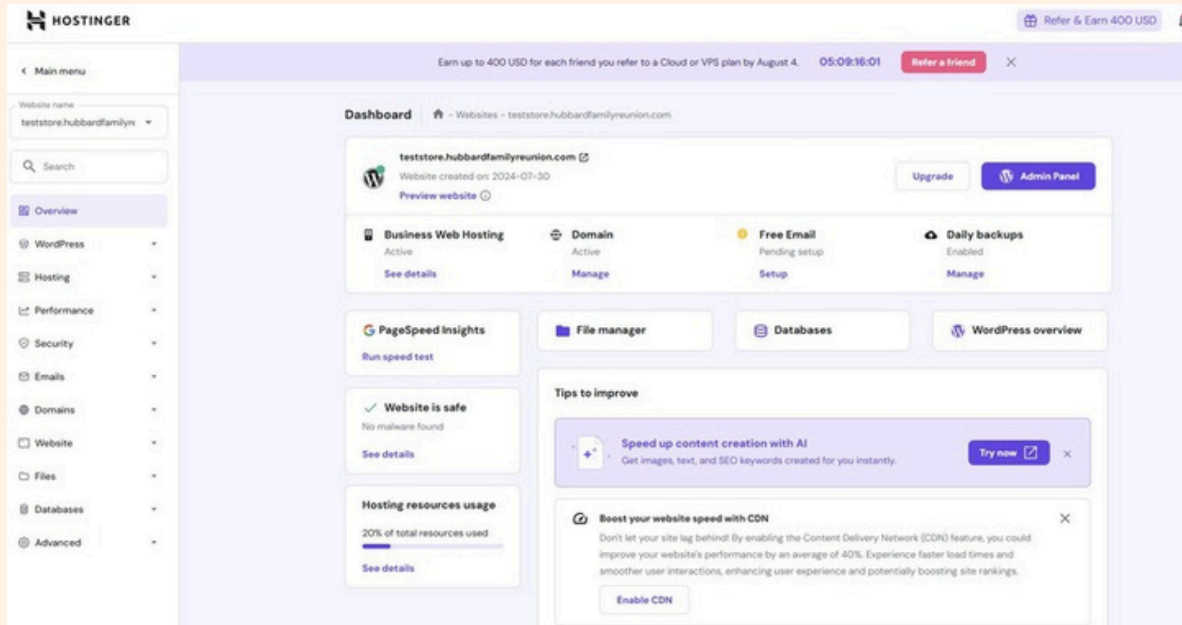 HOSTINGER
Refer & Earn 400 USD
Main menu
Earn up to 400 USD for each friend you refer to a Cloud or VPS plan by August 4. 05:09:16:01 Refer a friend
Website name
teststore.hubbardfamilyn
Search
Overview
WordPress
Hosting
Performance
Security
Emails
Domains
Website
Files
Databases
Advanced
Dashboard - Websites - teststore.hubbardfamilyreunion.com
teststore.hubbardfamilyreunion.com
Website created on: 2024-07-30
Preview website
Upgrade
Admin Panel
Business Web Hosting
Active
See details
Domain
Active
Manage
Free Email
Pending setup
Setup
Daily backups
Enabled
Manage
PageSpeed Insights
Run speed test
File manager
Databases
WordPress overview
Website is safe
No malware found
See details
Hosting resources usage
20% of total resources used
See details
Tips to improve
Speed up content creation with AI
Get images, text, and SEO keywords created for you instantly.
Try now
Boost your website speed with CDN
Don't let your site lag behind! By enabling the Content Delivery Network (CDN) feature, you could
improve your website's performance by an average of 40%. Experience faster load times and
smoother user interactions, enhancing user experience and potentially boosting site rankings.
Enable CDN